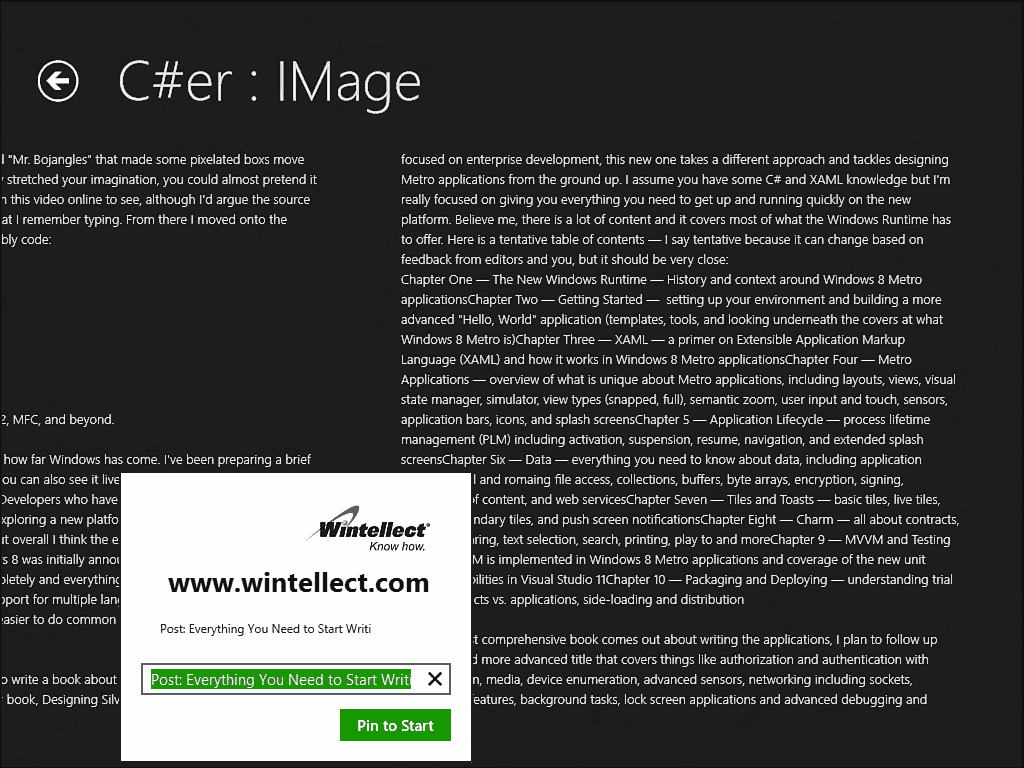 C#er : IMage
l "Mr. Bojangles" that made some pixelated boxs move
stretched your imagination, you could almost pretend it
this video online to see, although I'd argue the source
at I remember typing. From there I moved onto the
bly code:
2, MFC, and beyond.
how far Windows has come. I've been preparing a brief
ou can also see it live
Developers who have
xploring a new platfo
ut overall I think the e
s 8 was initially annou
pletely and everything
pport for multiple lang
easier to do common
o write a book about
book, Designing Silv
focused on enterprise development, this new one takes a different approach and tackles designing
Metro applications from the ground up. I assume you have some C# and XAML knowledge but I'm
really focused on giving you everything you need to get up and running quickly on the new
platform. Believe me, there is a lot of content and it covers most of what the Windows Runtime has
to offer. Here is a tentative table of contents — I say tentative because it can change based on
feedback from editors and you, but it should be very close:
Chapter One — The New Windows Runtime — History and context around Windows 8 Metro
applicationsChapter Two — Getting Started —  setting up your environment and building a more
advanced "Hello, World" application (templates, tools, and looking underneath the covers at what
Windows 8 Metro is)Chapter Three — XAML — a primer on Extensible Application Markup
Language (XAML) and how it works in Windows 8 Metro applicationsChapter Four — Metro
Applications — overview of what is unique about Metro applications, including layouts, views, visual
state manager, simulator, view types (snapped, full), semantic zoom, user input and touch, sensors,
application bars, icons, and splash screensChapter 5 — Application Lifecycle — process lifetime
management (PLM) including activation, suspension, resume, navigation, and extended splash
screensChapter Six — Data — everything you need to know about data, including application
l and romaing file access, collections, buffers, byte arrays, encryption, signing,
of content, and web servicesChapter Seven — Tiles and Toasts — basic tiles, live tiles,
ndary tiles, and push screen notificationsChapter Eight — Charm — all about contracts,
aring, text selection, search, printing, play to and moreChapter 9 — MVVM and Testing
M is implemented in Windows 8 Metro applications and coverage of the new unit
bilities in Visual Studio 11Chapter 10 — Packaging and Deploying — understanding trial
cts vs. applications, side-loading and distribution
t comprehensive book comes out about writing the applications, I plan to follow up
d more advanced title that covers things like authorization and authentication with
n, media, device enumeration, advanced sensors, networking including sockets,
features, background tasks, lock screen applications and advanced debugging and
Wintellect
Know how.
www.wintellect.com
Post: Everything You Need to Start Writi
Post: Everything You Need to Start Writi
Pin to Start